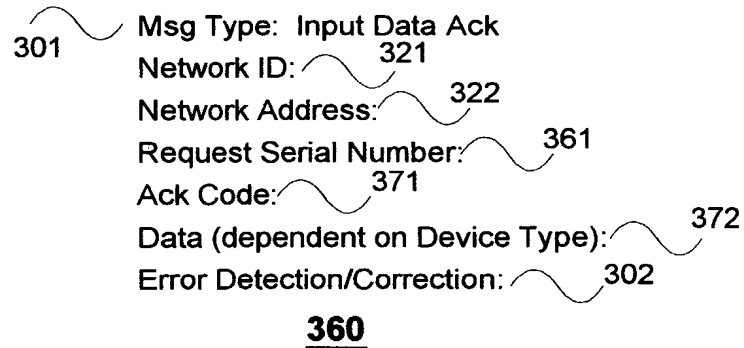 301 Msg Type: Input Data Ack
Network ID: 321
Network Address: 322
Request Serial Number: 361
Ack Code: 371
Data (dependent on Device Type): 372
Error Detection/Correction: 302
360